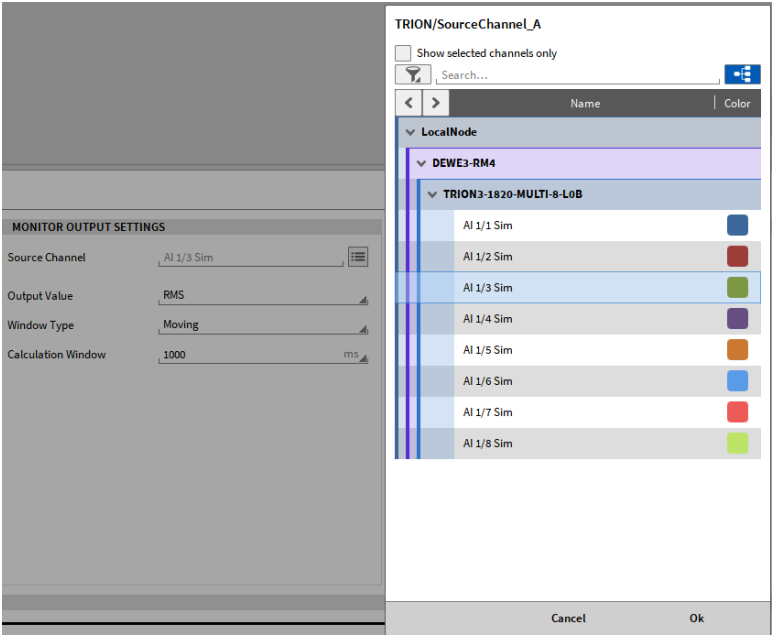 TRION/SourceChannel_A
Show selected channels only
Search...
Name
Color
LocalNode
DEWE3-RM4
TRION3-1820-MULTI-8-L0B
AI 1/1 Sim
AI 1/2 Sim
AI 1/3 Sim
AI 1/4 Sim
AI 1/5 Sim
AI 1/6 Sim
AI 1/7 Sim
AI 1/8 Sim
Cancel
Ok
MONITOR OUTPUT SETTINGS
Source Channel AI 1/3 Sim
Output Value RMS
Window Type Moving
Calculation Window 1000 ms